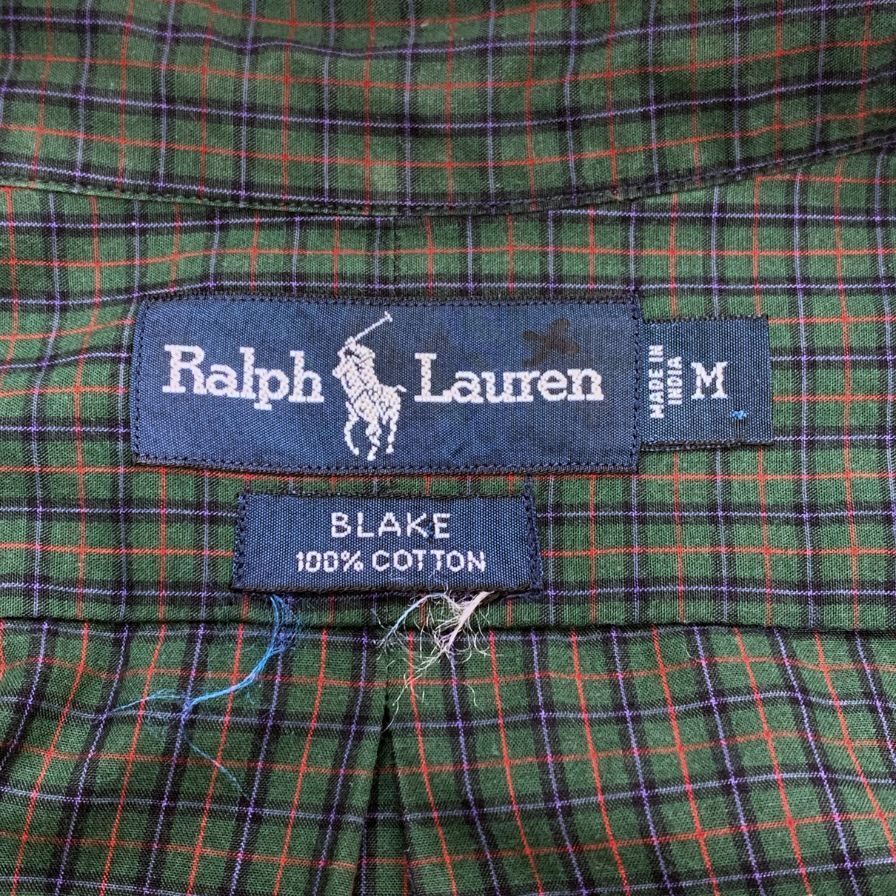 Ralph Lauren
MADE IN
INDIA
M
BLAKE
100% COTTON